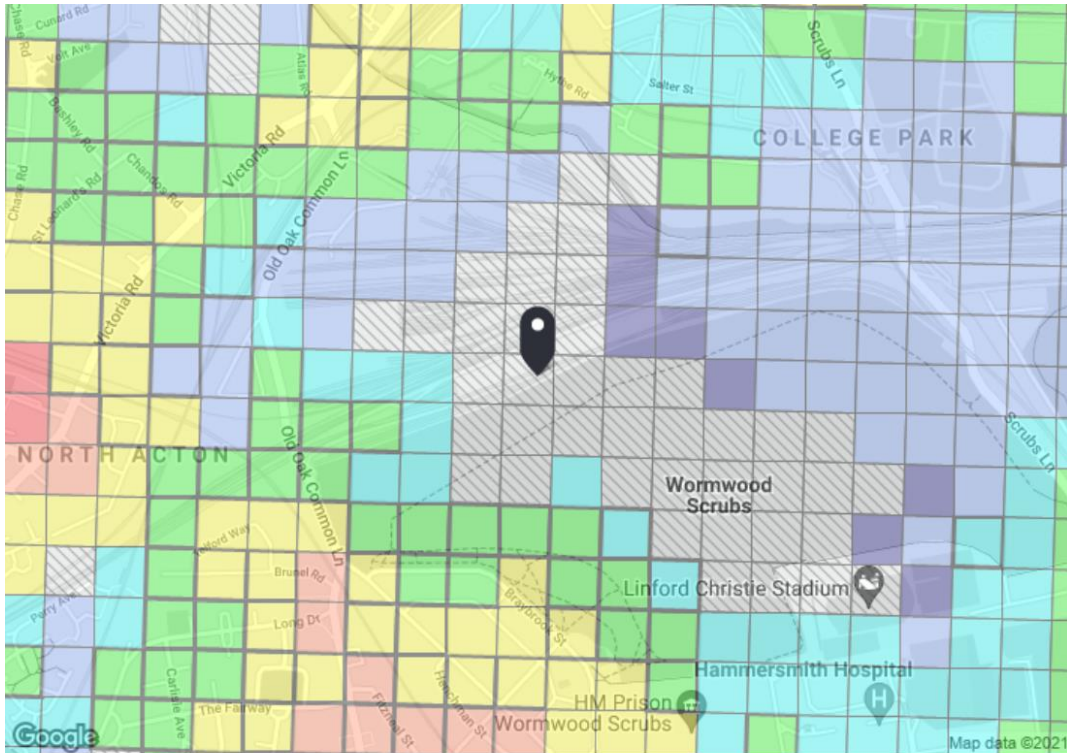 Chase Rd
Cunard Rd
Volt Ave
Atlas Rd
Hythe Rd
Salter St
Scrubs Ln
COLLEGE PARK
Bashley Rd
Victoria Rd
Chandos Rd
St Leonard's Rd
Chase Rd
Old Oak Common Ln
Victoria Rd
NORTH ACTON
Old Oak Common Ln
Scrubs Ln
Wormwood
Scrubs
Telford Way
Brunel Rd
Linford Christie Stadium
Perry Ave
Long Dr
Braybrook St
Carlisle Ave
The Fairway
Fitzneal St
Henchman St
Hammersmith Hospital
H
HM Prison
Wormwood Scrubs
Google
Map data ©2021